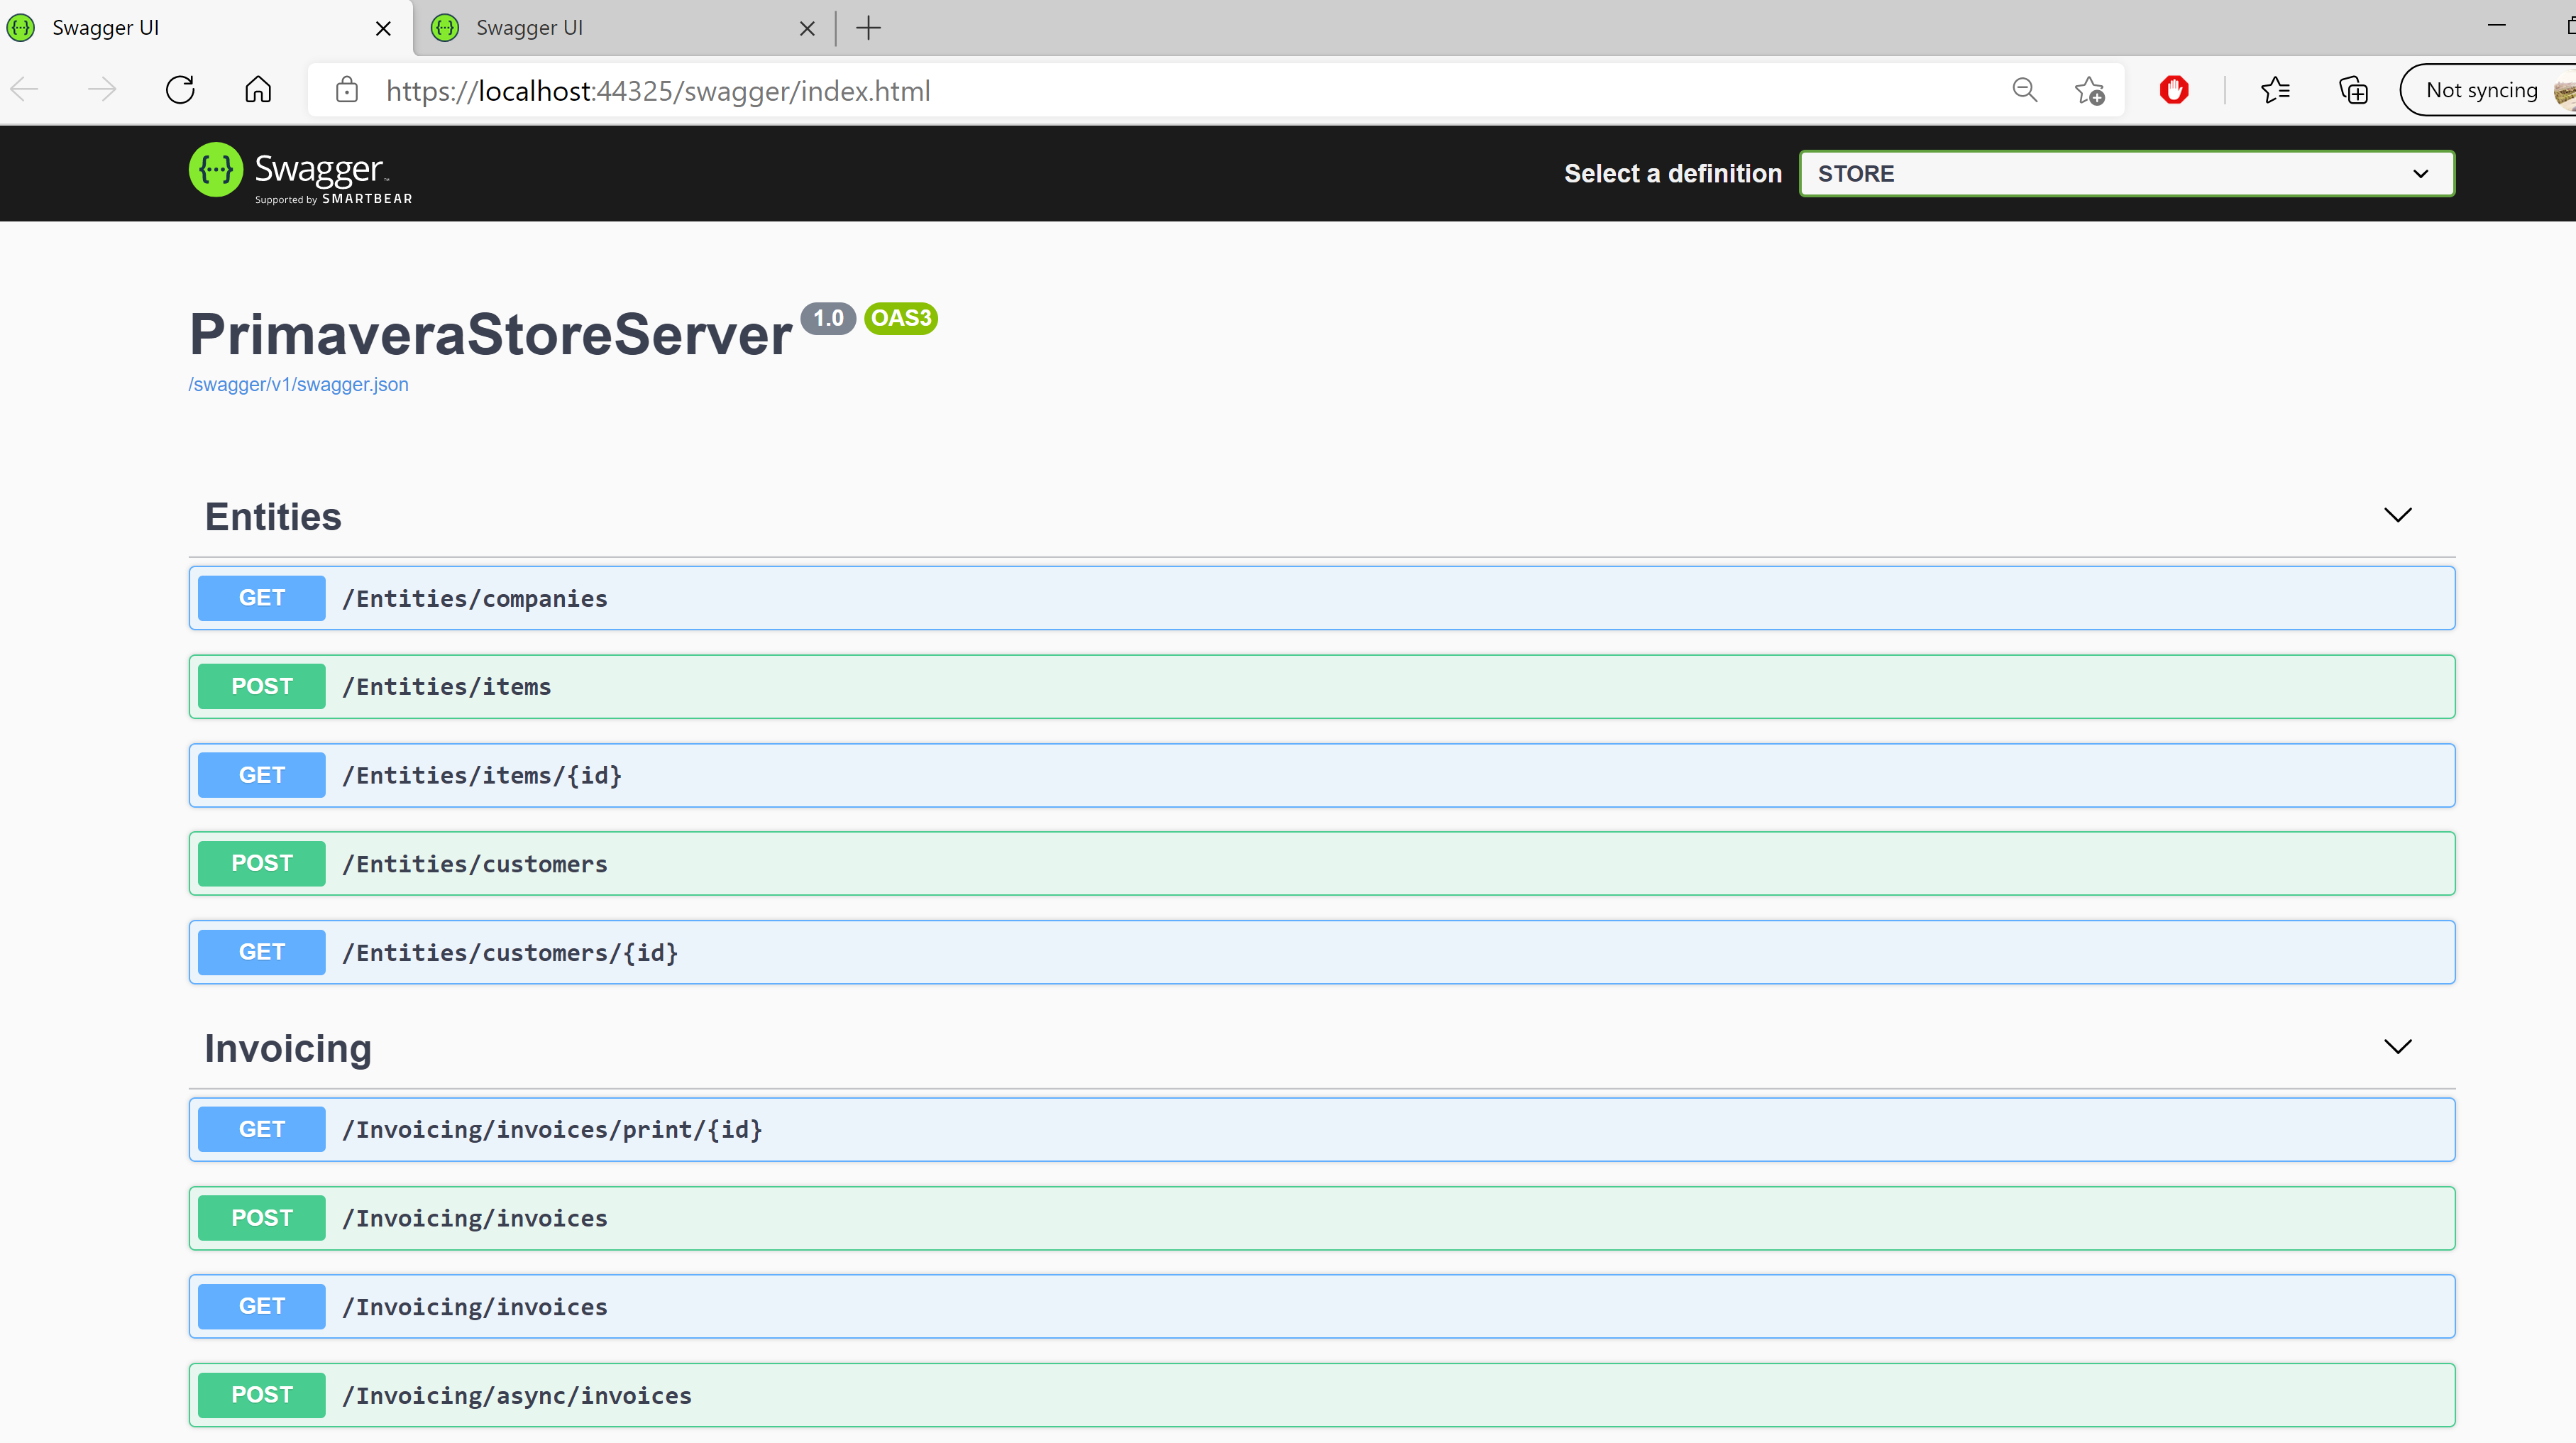 Swagger UI
Swagger UI
https://localhost:44325/swagger/index.html
Not syncing
Swagger
Supported by SMARTBEAR
Select a definition
STORE
PrimaveraStoreServer 1.0 OAS3
/swagger/v1/swagger.json
Entities
GET /Entities/companies
POST /Entities/items
GET /Entities/items/{id}
POST /Entities/customers
GET /Entities/customers/{id}
Invoicing
GET /Invoicing/invoices/print/{id}
POST /Invoicing/invoices
GET /Invoicing/invoices
POST /Invoicing/async/invoices